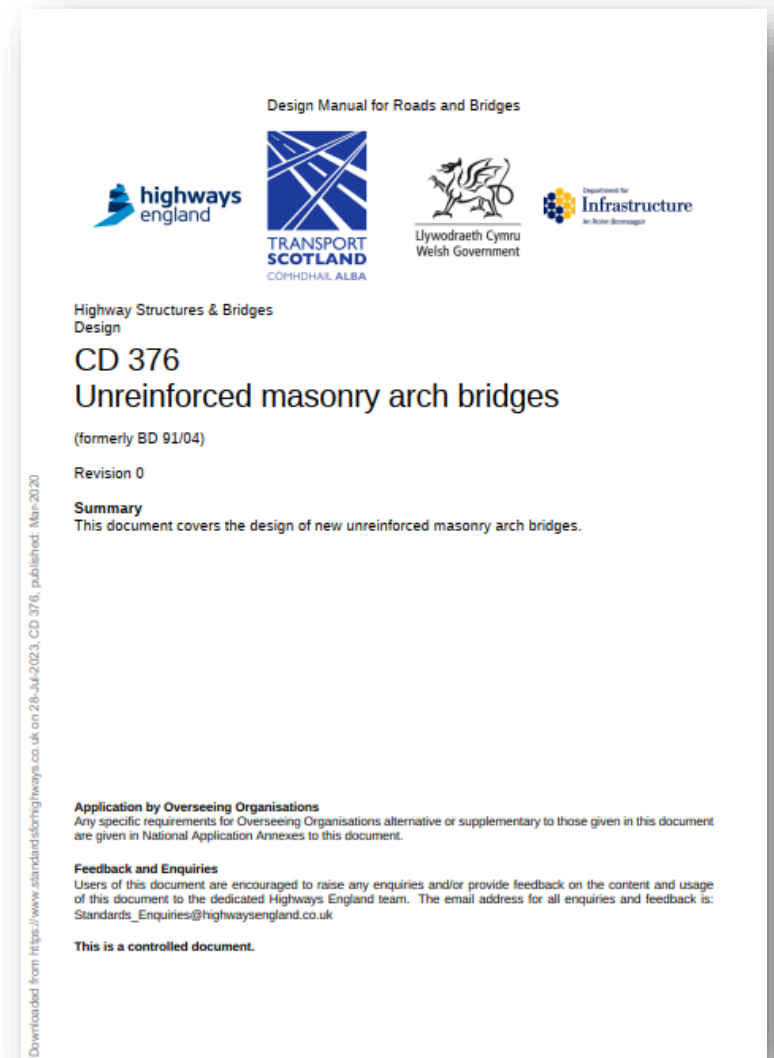 Design Manual for Roads and Bridges
highways
england
TRANSPORT
SCOTLAND
CÒMHDHAIL ALBA
Llywodraeth Cymru
Welsh Government
Department for
Infrastructure
An Roinn Bonneagair
Highway Structures & Bridges
Design
CD 376
Unreinforced masonry arch bridges
(formerly BD 91/04)
Revision 0
Summary
This document covers the design of new unreinforced masonry arch bridges.
Application by Overseeing Organisations
Any specific requirements for Overseeing Organisations alternative or supplementary to those given in this document
are given in National Application Annexes to this document.
Feedback and Enquiries
Users of this document are encouraged to raise any enquiries and/or provide feedback on the content and usage
of this document to the dedicated Highways England team. The email address for all enquiries and feedback is:
Standards_Enquiries@highwaysengland.co.uk
This is a controlled document.
Downloaded from https://www.standardsforhighways.co.uk on 28-Jul-2023, CD 376, published: Mar-2020